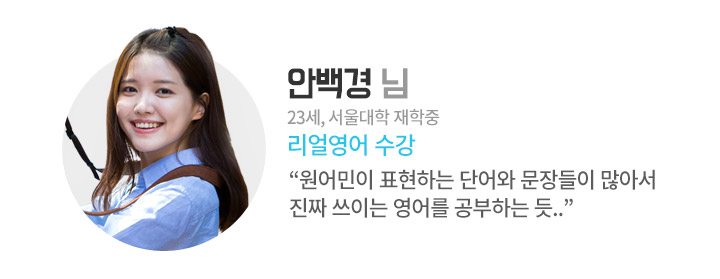 안백경 님
23세, 서울대학 재학중
리얼영어 수강
“원어민이 표현하는 단어와 문장들이 많아서
진짜 쓰이는 영어를 공부하는 듯..”